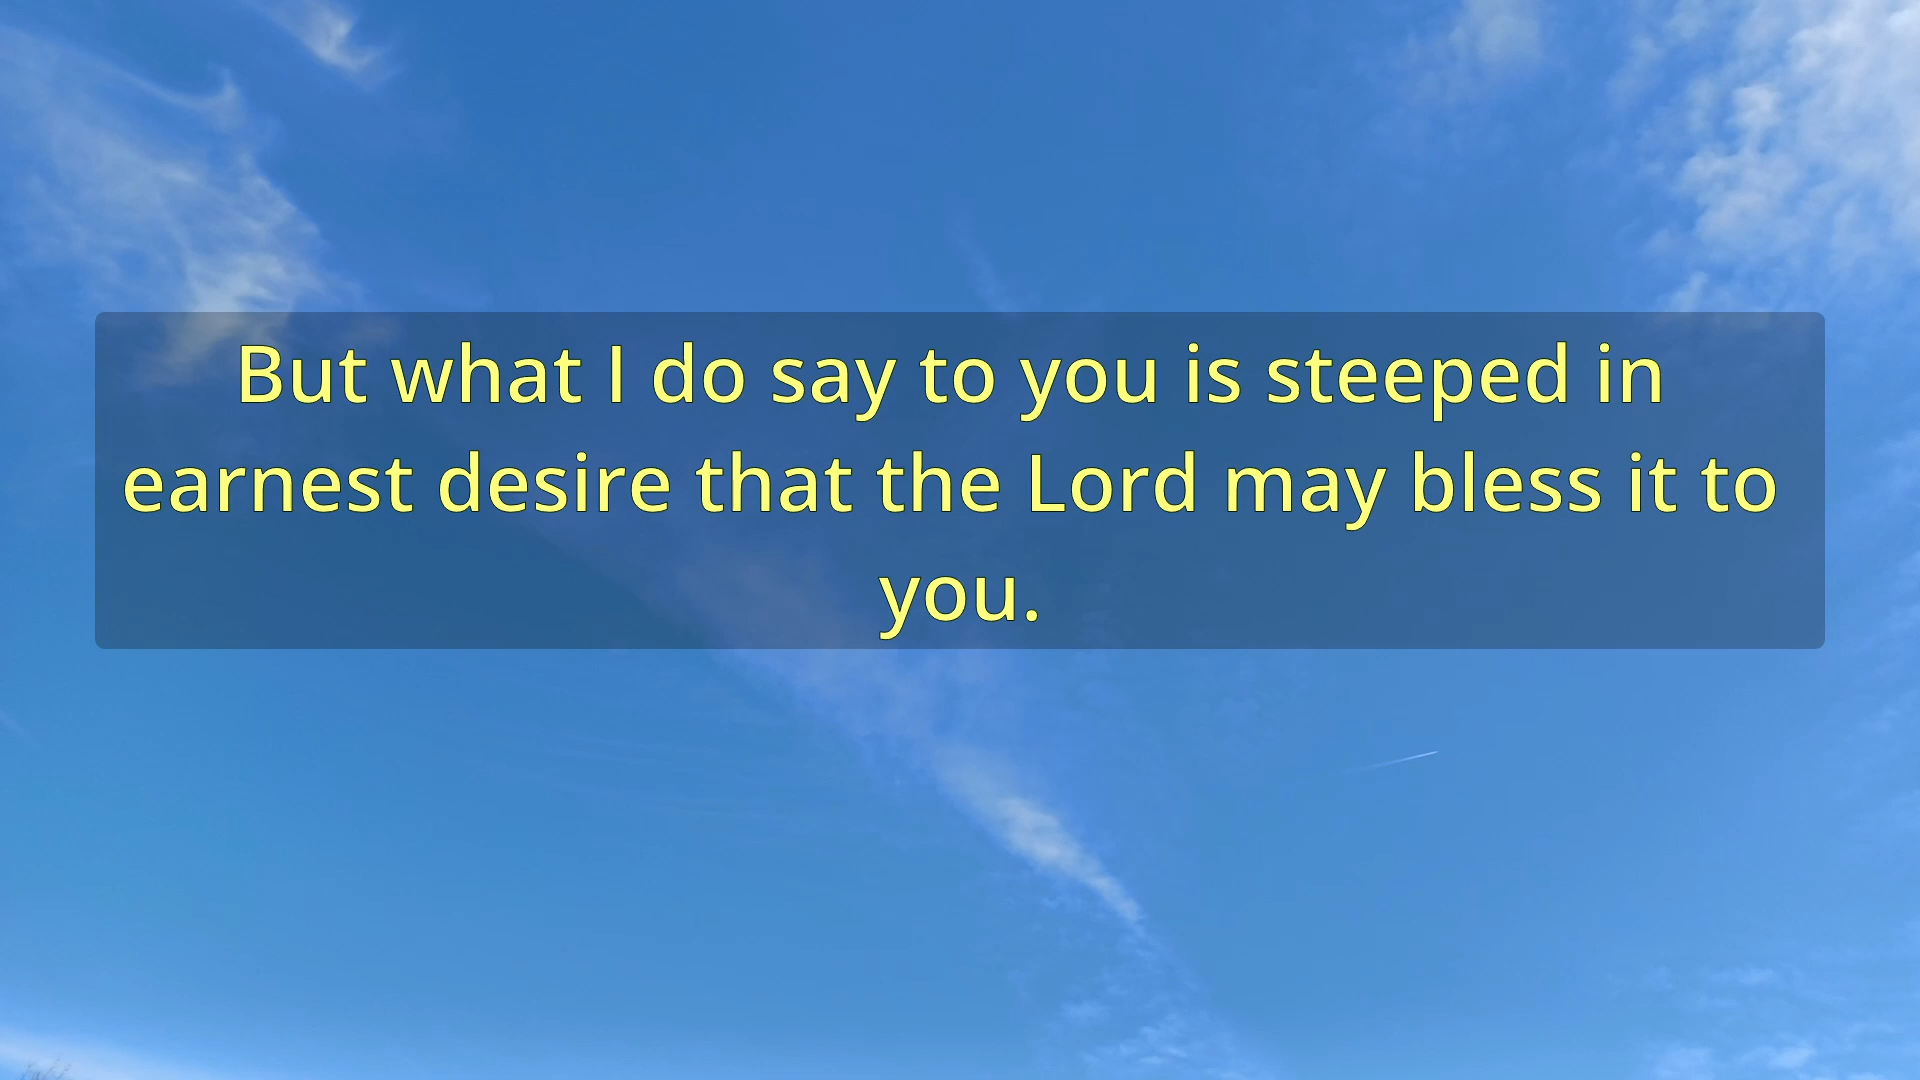 But what I do say to you is steeped in
earnest desire that the Lord may bless it to
you.